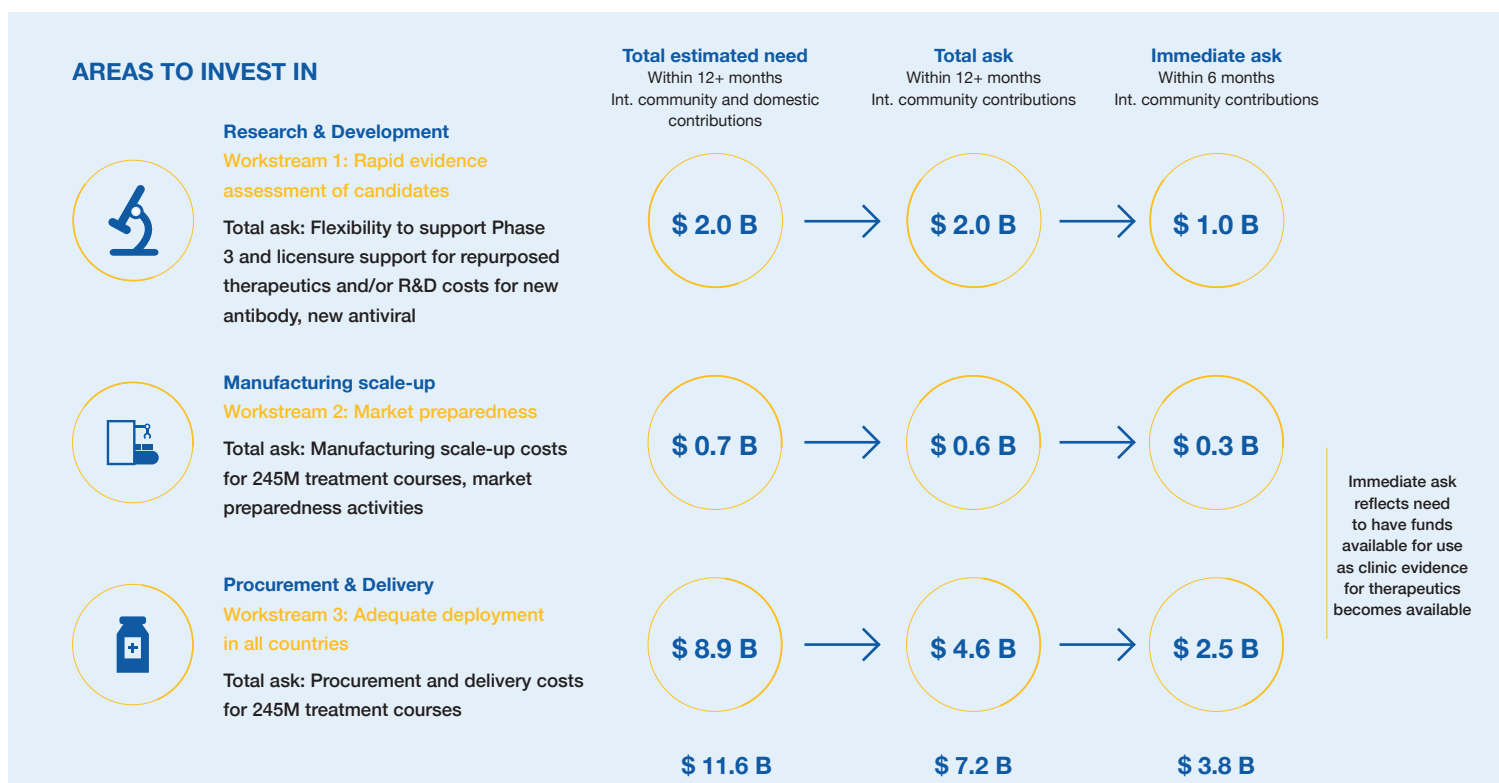 AREAS TO INVEST IN
Total estimated need
Within 12+ months
Int. community and domestic
contributions
Total ask
Within 12+ months
Int. community contributions
Immediate ask
Within 6 months
Int. community contributions
Research & Development
Workstream 1: Rapid evidence
assessment of candidates
Total ask: Flexibility to support Phase
3 and licensure support for repurposed
therapeutics and/or R&D costs for new
antibody, new antiviral
$ 2.0 B
$ 2.0 B
$ 1.0 B
Manufacturing scale-up
Workstream 2: Market preparedness
Total ask: Manufacturing scale-up costs
for 245M treatment courses, market
preparedness activities
$ 0.7 B
$ 0.6 B
$ 0.3 B
Procurement & Delivery
Workstream 3: Adequate deployment
in all countries
Total ask: Procurement and delivery costs
for 245M treatment courses
$ 8.9 B
$ 4.6 B
$ 2.5 B
Immediate ask
reflects need
to have funds
available for use
as clinic evidence
for therapeutics
becomes available
$ 11.6 B
$ 7.2 B
$ 3.8 B